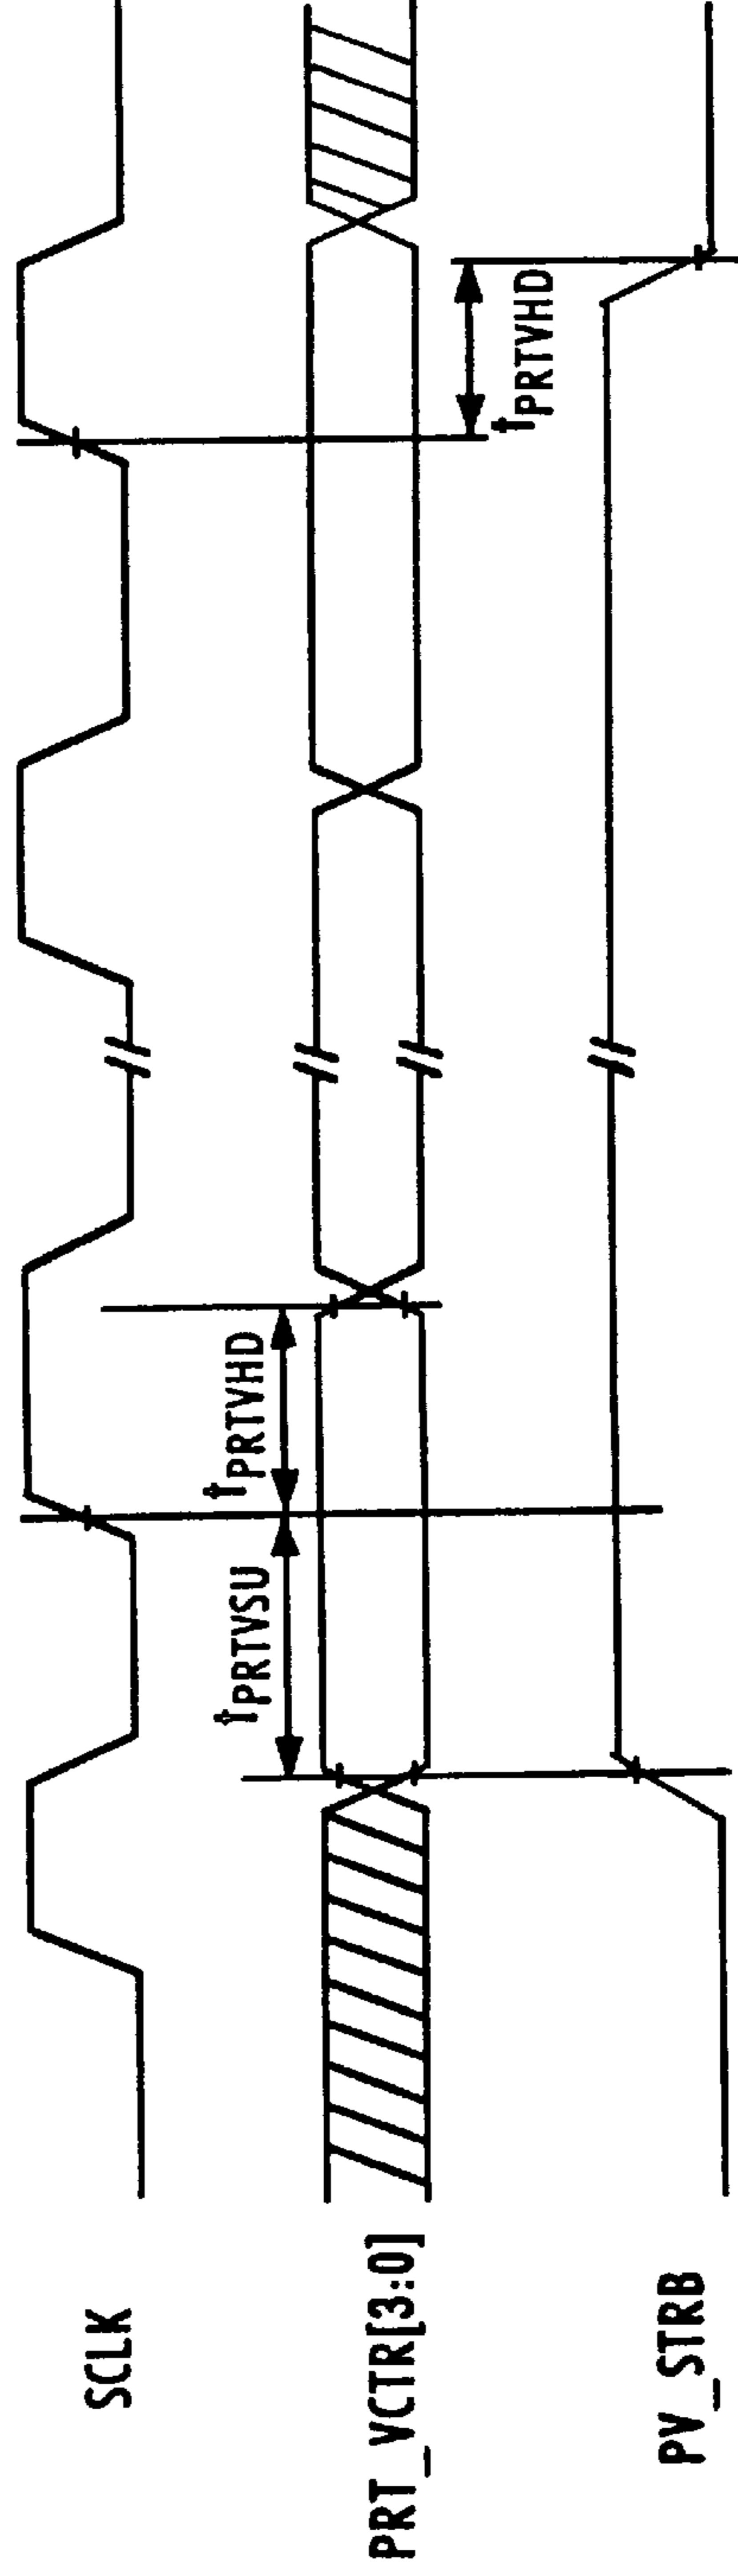 SCLK
PRT_VCTR[3:0]
PV_STRB
tPRTVSU
tPRTVHD
tPRTVHD